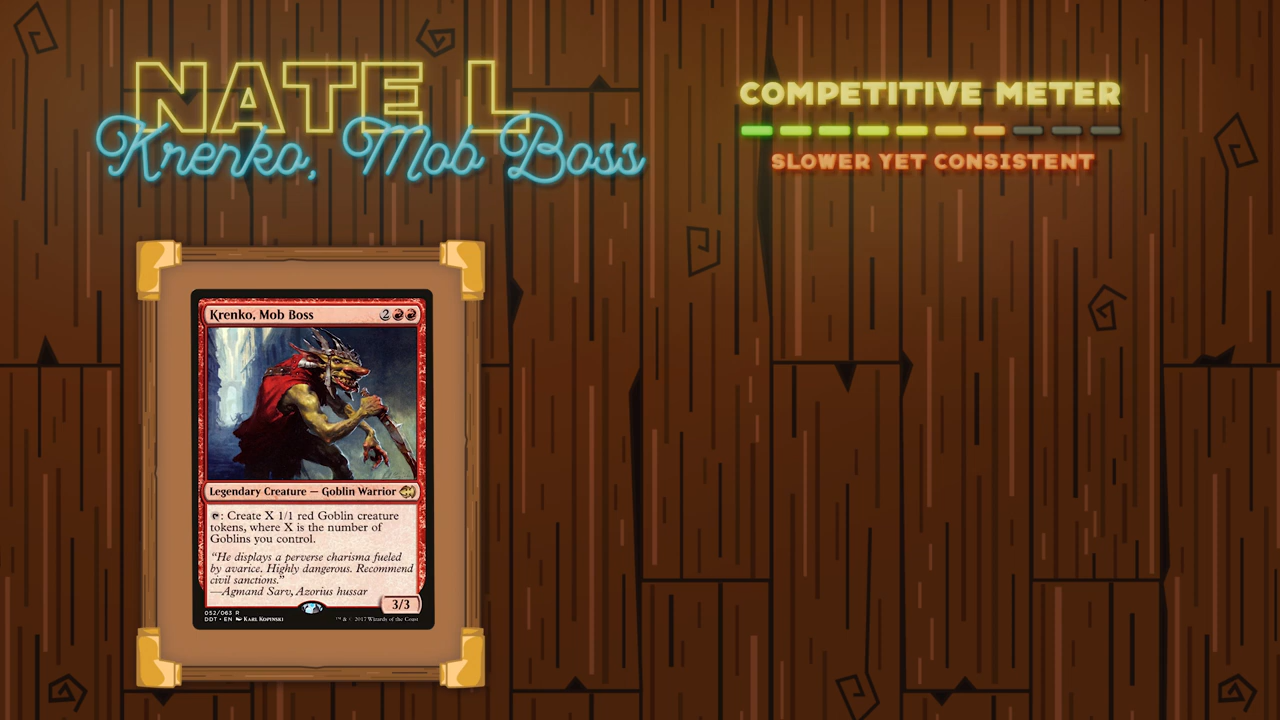 NATE L
Krenko, Mob Boss
COMPETITIVE METER
SLOWER YET CONSISTENT
Krenko, Mob Boss 2
Legendary Creature — Goblin Warrior
: Create X 1/1 red Goblin creature
tokens, where X is the number of
Goblins you control.
"He displays a perverse charisma fueled
by avarice. Highly dangerous. Recommend
civil sanctions."
—Agmand Sarv, Azorius hussar
3/3
052/063 R
DDT • EN Karl Kopinski
™ & © 2017 Wizards of the Coast